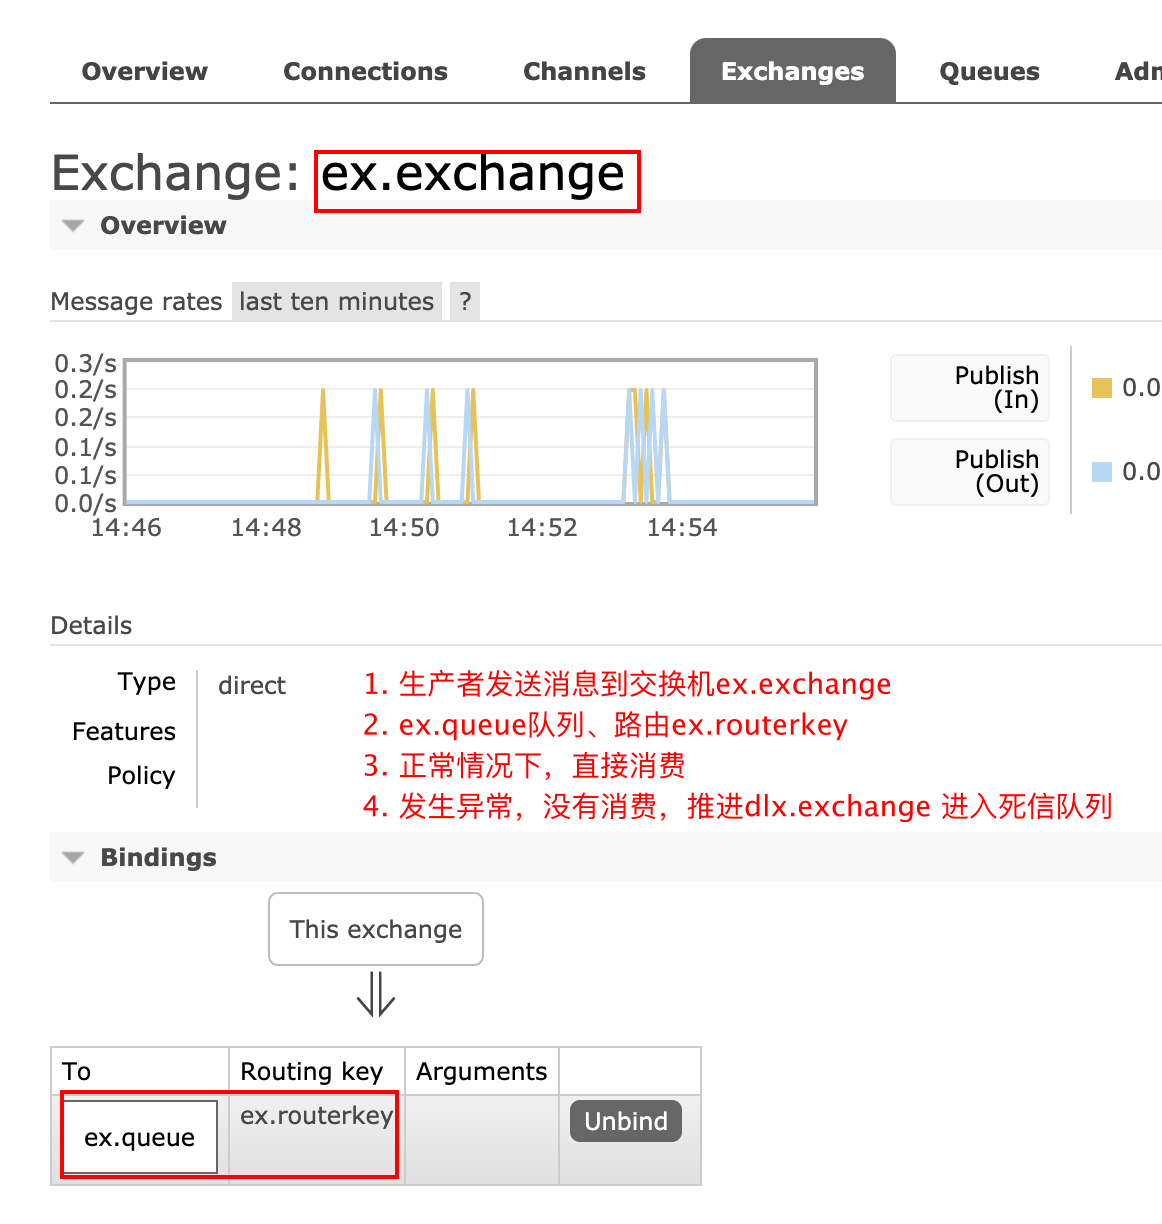 Overview Connections Channels Exchanges Queues
Exchange: ex.exchange
Overview
Message rates last ten minutes ?
0.3/s
0.2/s
0.2/s
0.1/s
0.1/s
0.0/s
14:46 14:48 14:50 14:52 14:54
Publish
(In)
0.0
Publish
(Out)
0.0
Details
Type direct
Features
Policy
1. 生产者发送消息到交换机ex.exchange
2. ex.queue队列、路由ex.routerkey
3. 正常情况下，直接消费
4. 发生异常，没有消费，推进dlx.exchange 进入死信队列
Bindings
This exchange
⇓
To Routing key Arguments
ex.queue ex.routerkey Unbind